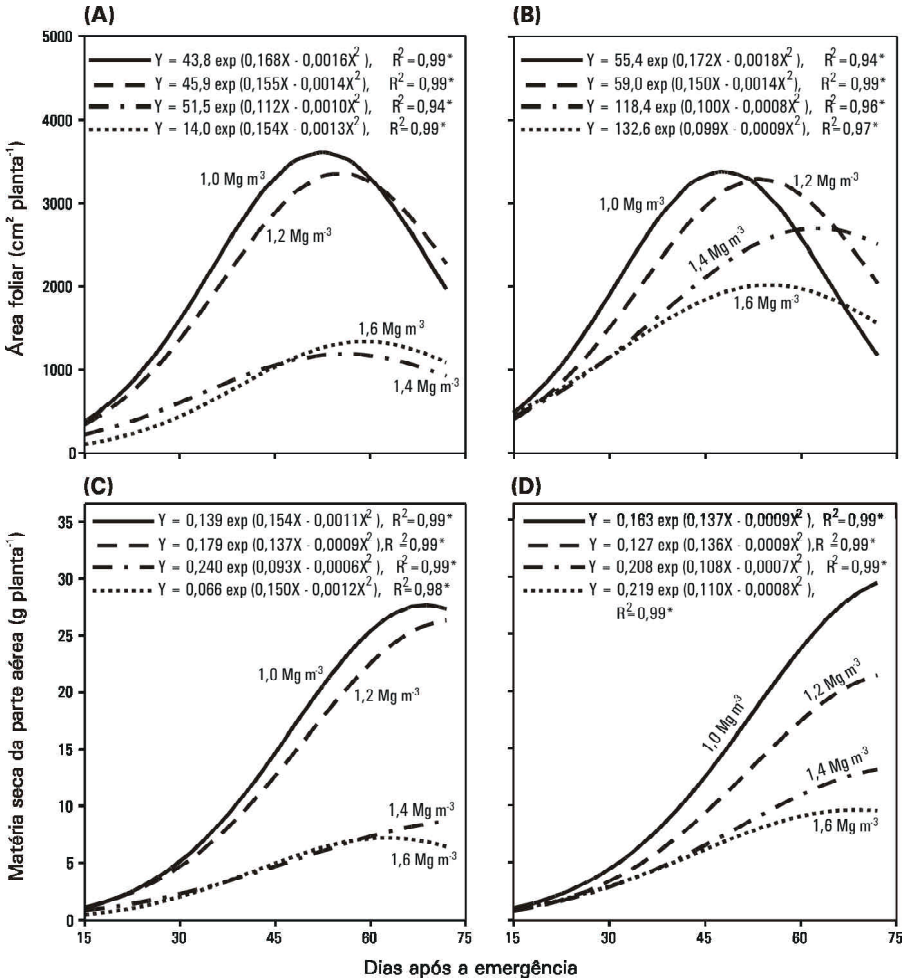 (A)
Y = 43,8 exp (0,168X - 0,0016X²), R² = 0,99*
Y = 45,9 exp (0,155X - 0,0014X²), R² = 0,99*
Y = 51,5 exp (0,112X - 0,0010X²), R² = 0,94*
Y = 14,0 exp (0,154X - 0,0013X²), R² = 0,99*
1,0 Mg m⁻³
1,2 Mg m⁻³
1,6 Mg m⁻³
1,4 Mg m⁻³
Área foliar (cm² planta⁻¹)
5000
4000
3000
2000
1000
0
(B)
Y = 55,4 exp (0,172X - 0,0018X²), R² = 0,94*
Y = 59,0 exp (0,150X - 0,0014X²), R² = 0,99*
Y = 118,4 exp (0,100X - 0,0008X²), R² = 0,96*
Y = 132,6 exp (0,099X - 0,0009X²), R² = 0,97*
1,2 Mg m⁻³
1,0 Mg m⁻³
1,4 Mg m⁻³
1,6 Mg m⁻³
(C)
Y = 0,139 exp (0,154X - 0,0011X²), R² = 0,99*
Y = 0,179 exp (0,137X - 0,0009X²), R² = 0,99*
Y = 0,240 exp (0,093X - 0,0006X²), R² = 0,99*
Y = 0,066 exp (0,150X - 0,0012X²), R² = 0,98*
1,0 Mg m⁻³
1,2 Mg m⁻³
1,4 Mg m⁻³
1,6 Mg m⁻³
Matéria seca da parte aérea (g planta⁻¹)
35
30
25
20
15
10
5
0
15 30 45 60 75
(D)
Y = 0,163 exp (0,137X - 0,0009X²), R² = 0,99*
Y = 0,127 exp (0,136X - 0,0009X²), R² = 0,99*
Y = 0,208 exp (0,108X - 0,0007X²), R² = 0,99*
Y = 0,219 exp (0,110X - 0,0008X²),
R² = 0,99*
1,0 Mg m⁻³
1,2 Mg m⁻³
1,4 Mg m⁻³
1,6 Mg m⁻³
15 30 45 60 75
Dias após a emergência